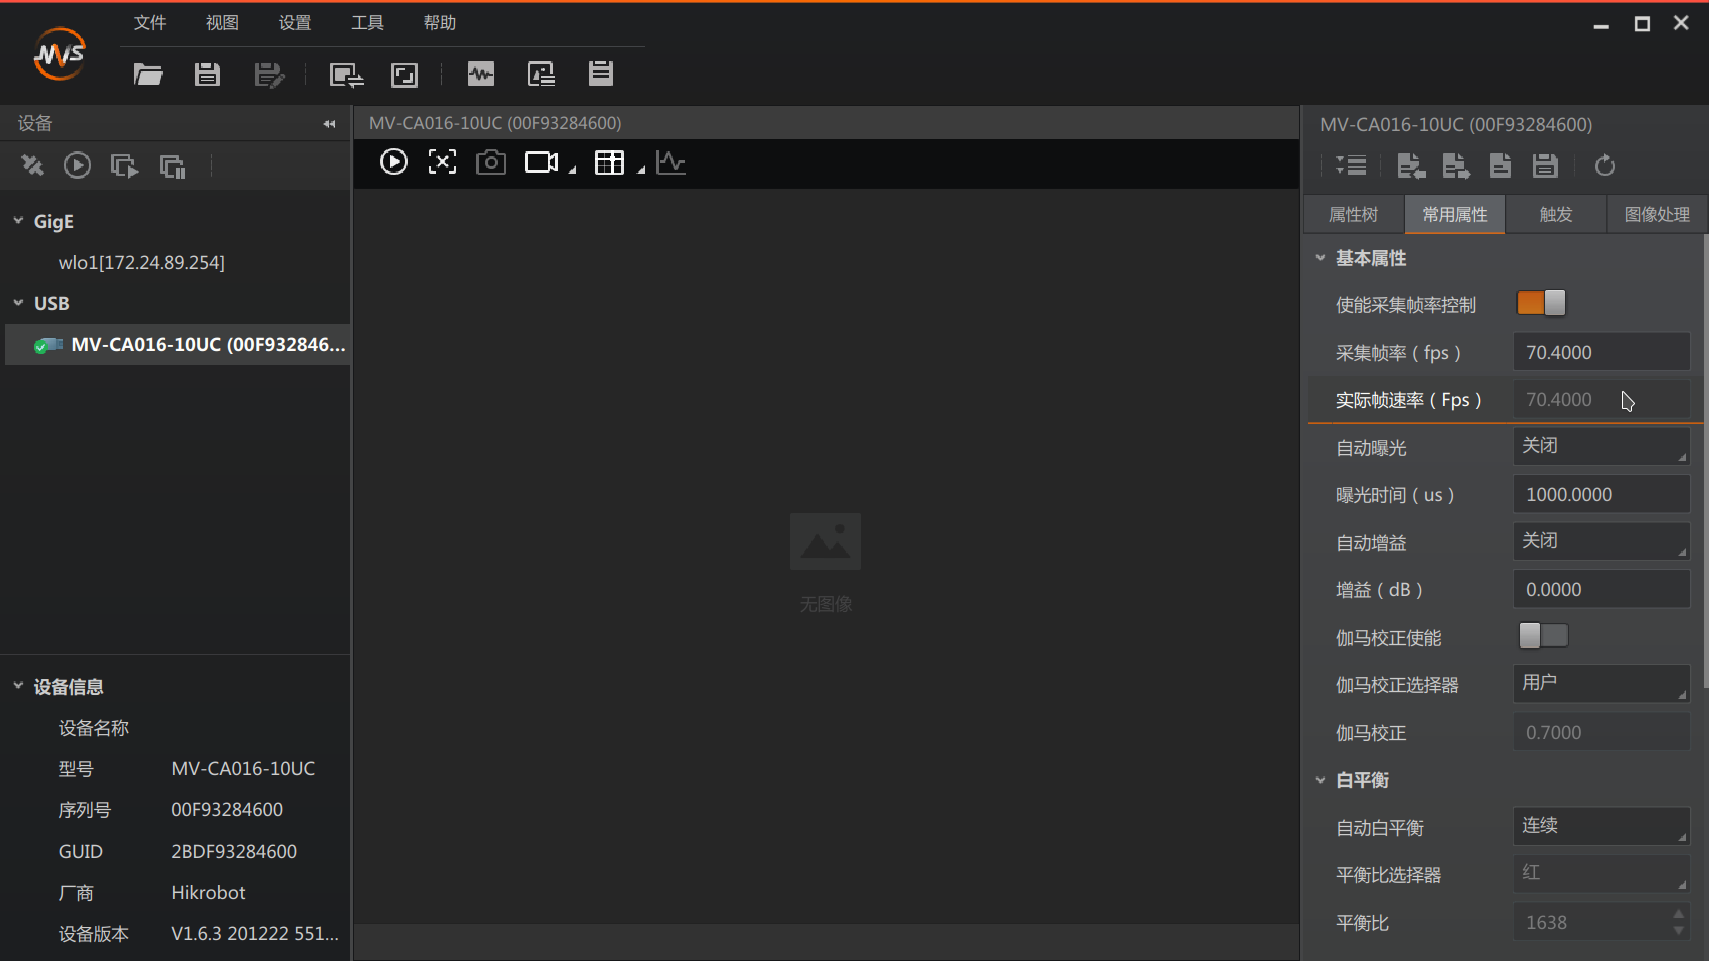 文件 视图 设置 工具 帮助
MVS
设备
GigE
wlo1[172.24.89.254]
USB
MV-CA016-10UC (00F932846...
设备信息
设备名称
型号 MV-CA016-10UC
序列号 00F93284600
GUID 2BDF93284600
厂商 Hikrobot
设备版本 V1.6.3 201222 551...
MV-CA016-10UC (00F93284600)
无图像
MV-CA016-10UC (00F93284600)
属性树 常用属性 触发 图像处理
基本属性
使能采集帧率控制
采集帧率（fps） 70.4000
实际帧速率（Fps） 70.4000
自动曝光 关闭
曝光时间（us） 1000.0000
自动增益 关闭
增益（dB） 0.0000
伽马校正使能
伽马校正选择器 用户
伽马校正 0.7000
白平衡
自动白平衡 连续
平衡比选择器 红
平衡比 1638